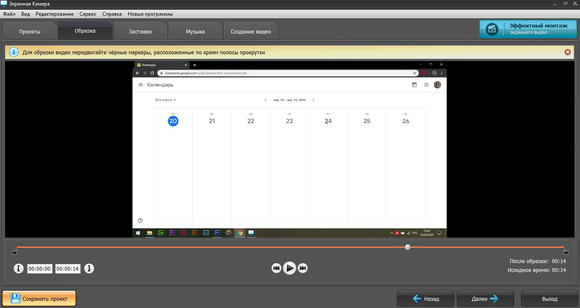 Экранная Камера
Файл Вид Редактирование Сервис Справка Новые программы
Проекты Обрезка Заставки Музыка Создание видео
Эффектный монтаж
экранного видео
Для обрезки видео передвигайте чёрные маркеры, расположенные по краям полосы прокрутки
Календарь
20 21 22 23 24 25 26
00:00:00 00:00:14
После обрезки: 00:14
Исходное время: 00:14
Сохранить проект
Назад Далее Выход